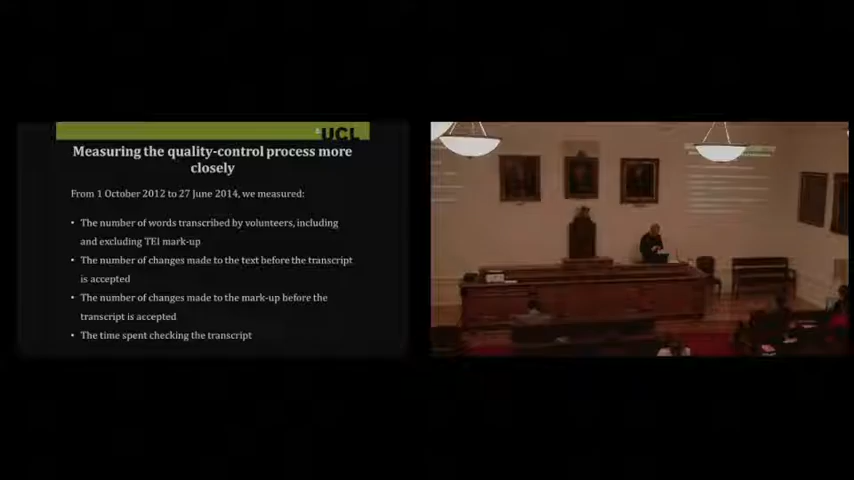 UCL
Measuring the quality-control process more
closely
From 1 October 2012 to 27 June 2014, we measured:
• The number of words transcribed by volunteers, including
and excluding TEI mark-up
• The number of changes made to the text before the transcript
is accepted
• The number of changes made to the mark-up before the
transcript is accepted
• The time spent checking the transcript